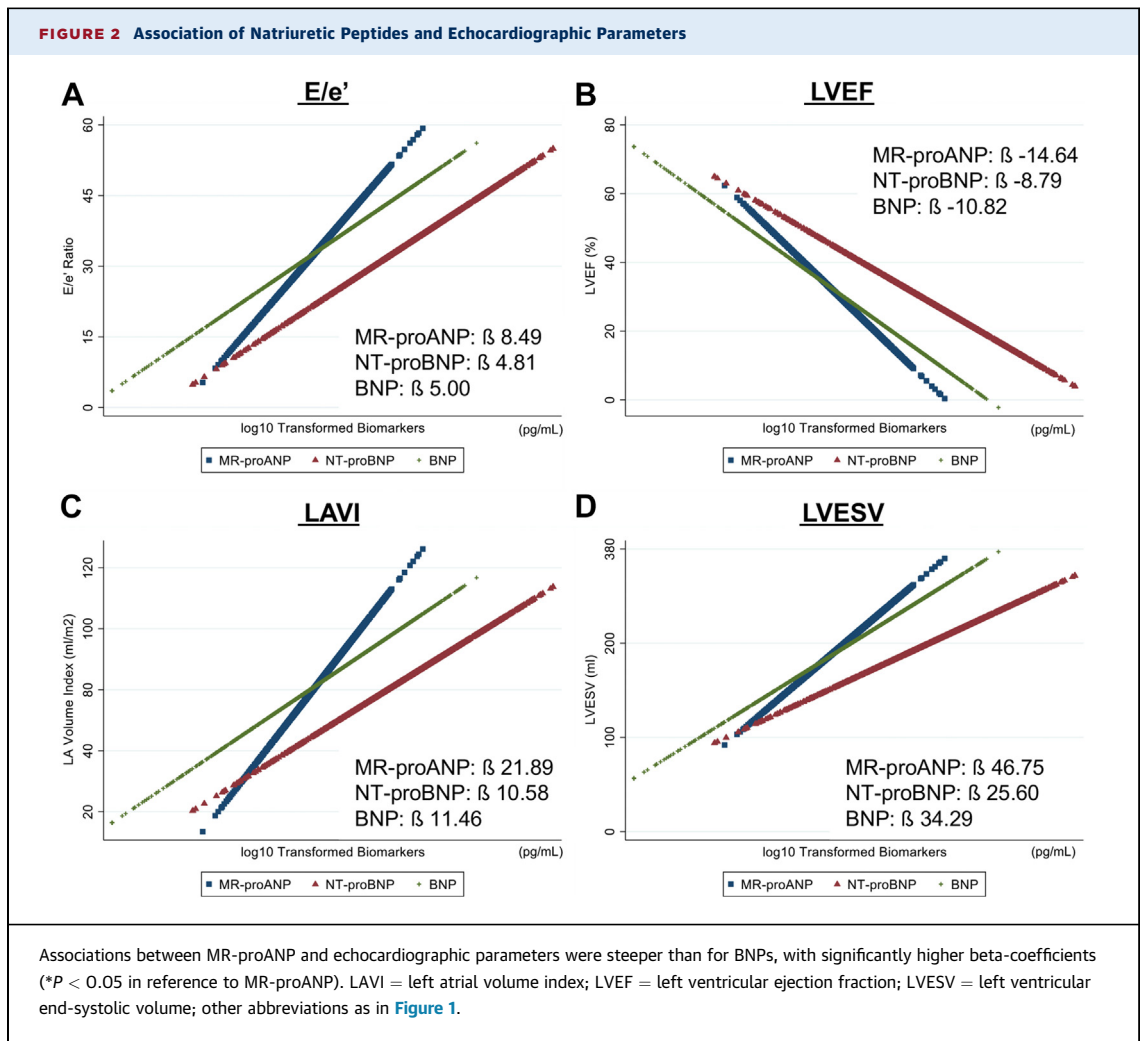 FIGURE 2 Association of Natriuretic Peptides and Echocardiographic Parameters
A
E/e'
60
45
30
15
0
E/e' Ratio
MR-proANP: ß 8.49
NT-proBNP: ß 4.81
BNP: ß 5.00
log10 Transformed Biomarkers
(pg/mL)
MR-proANP NT-proBNP BNP
B
LVEF
80
60
40
20
0
LVEF (%)
MR-proANP: ß -14.64
NT-proBNP: ß -8.79
BNP: ß -10.82
log10 Transformed Biomarkers
(pg/mL)
MR-proANP NT-proBNP BNP
C
LAVI
120
100
80
40
20
LA Volume Index (ml/m2)
MR-proANP: ß 21.89
NT-proBNP: ß 10.58
BNP: ß 11.46
log10 Transformed Biomarkers
(pg/mL)
MR-proANP NT-proBNP BNP
D
LVESV
380
200
100
0
LVESV (ml)
MR-proANP: ß 46.75
NT-proBNP: ß 25.60
BNP: ß 34.29
log10 Transformed Biomarkers
(pg/mL)
MR-proANP NT-proBNP BNP
Associations between MR-proANP and echocardiographic parameters were steeper than for BNPs, with significantly higher beta-coefficients
(*P < 0.05 in reference to MR-proANP). LAVI = left atrial volume index; LVEF = left ventricular ejection fraction; LVESV = left ventricular
end-systolic volume; other abbreviations as in Figure 1.